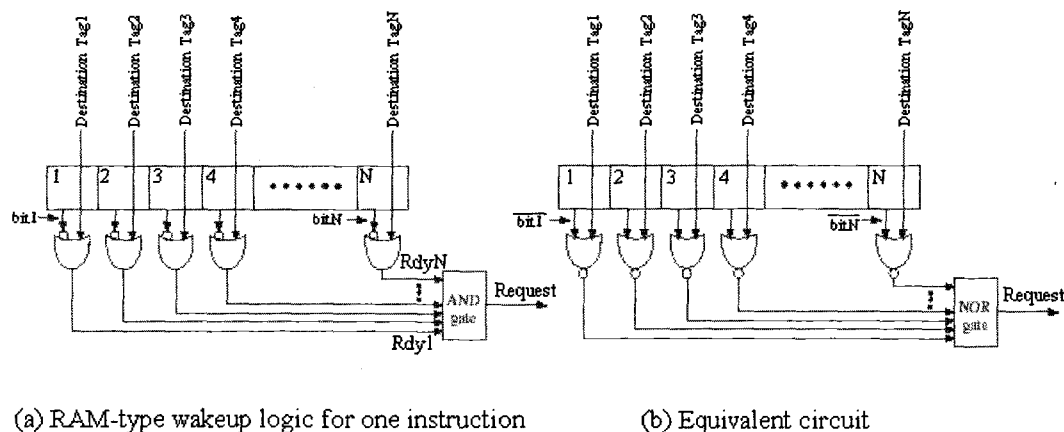 Destination Tag1
Destination Tag2
Destination Tag3
Destination Tag4
Destination TagN
Destination Tag1
Destination Tag2
Destination Tag3
Destination Tag4
Destination TagN
1 2 3 4 ...... N
1 2 3 4 ...... N
bit1
bitN
bit1
bitN
RdyN
AND
gate
Request
Rdy1
NOR
gate
Request
(a) RAM-type wakeup logic for one instruction
(b) Equivalent circuit